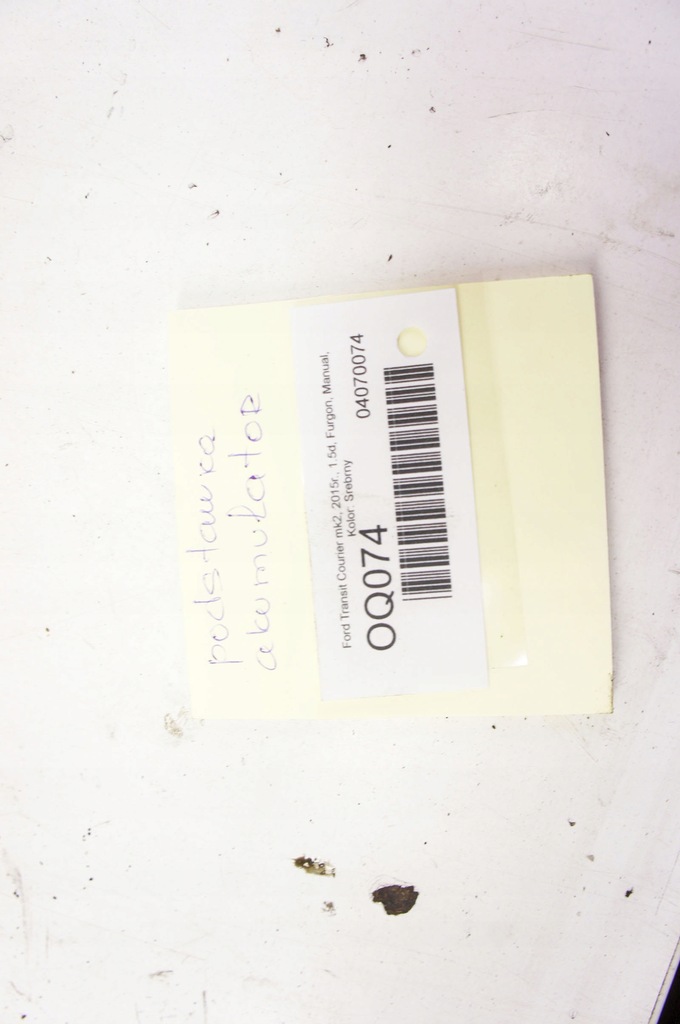 podstawka
akumulatoR
Ford Transit Courier mk2, 2015r., 1.5d, Furgon, Manual,
Kolor: Srebrny
OQ074 04070074